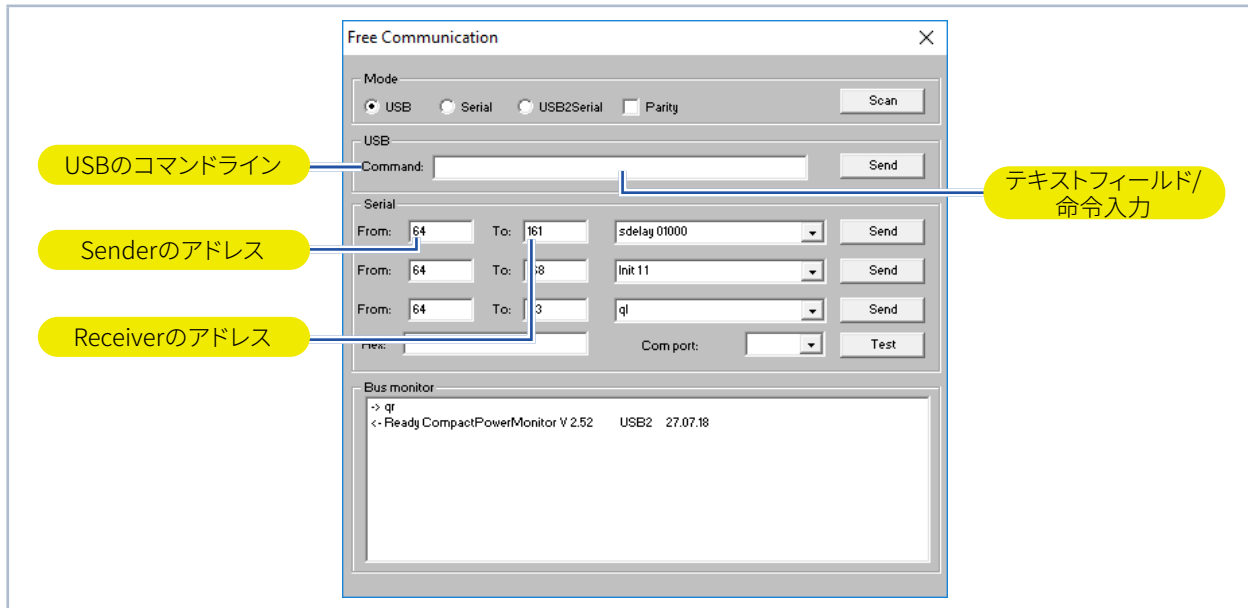 Free Communication
Mode
USB Serial USB2Serial Parity Scan
USB
USBのコマンドライン
Command: Send
テキストフィールド/
命令入力
Serial
From: 64 To: 161 sdelay 01000 Send
Senderのアドレス
From: 64 To: 8 Init 11 Send
From: 64 To: 3 ql Send
Receiverのアドレス
Hex: Com port: Test
Bus monitor
-> qr
<- Ready CompactPowerMonitor V 2.52 USB2 27.07.18